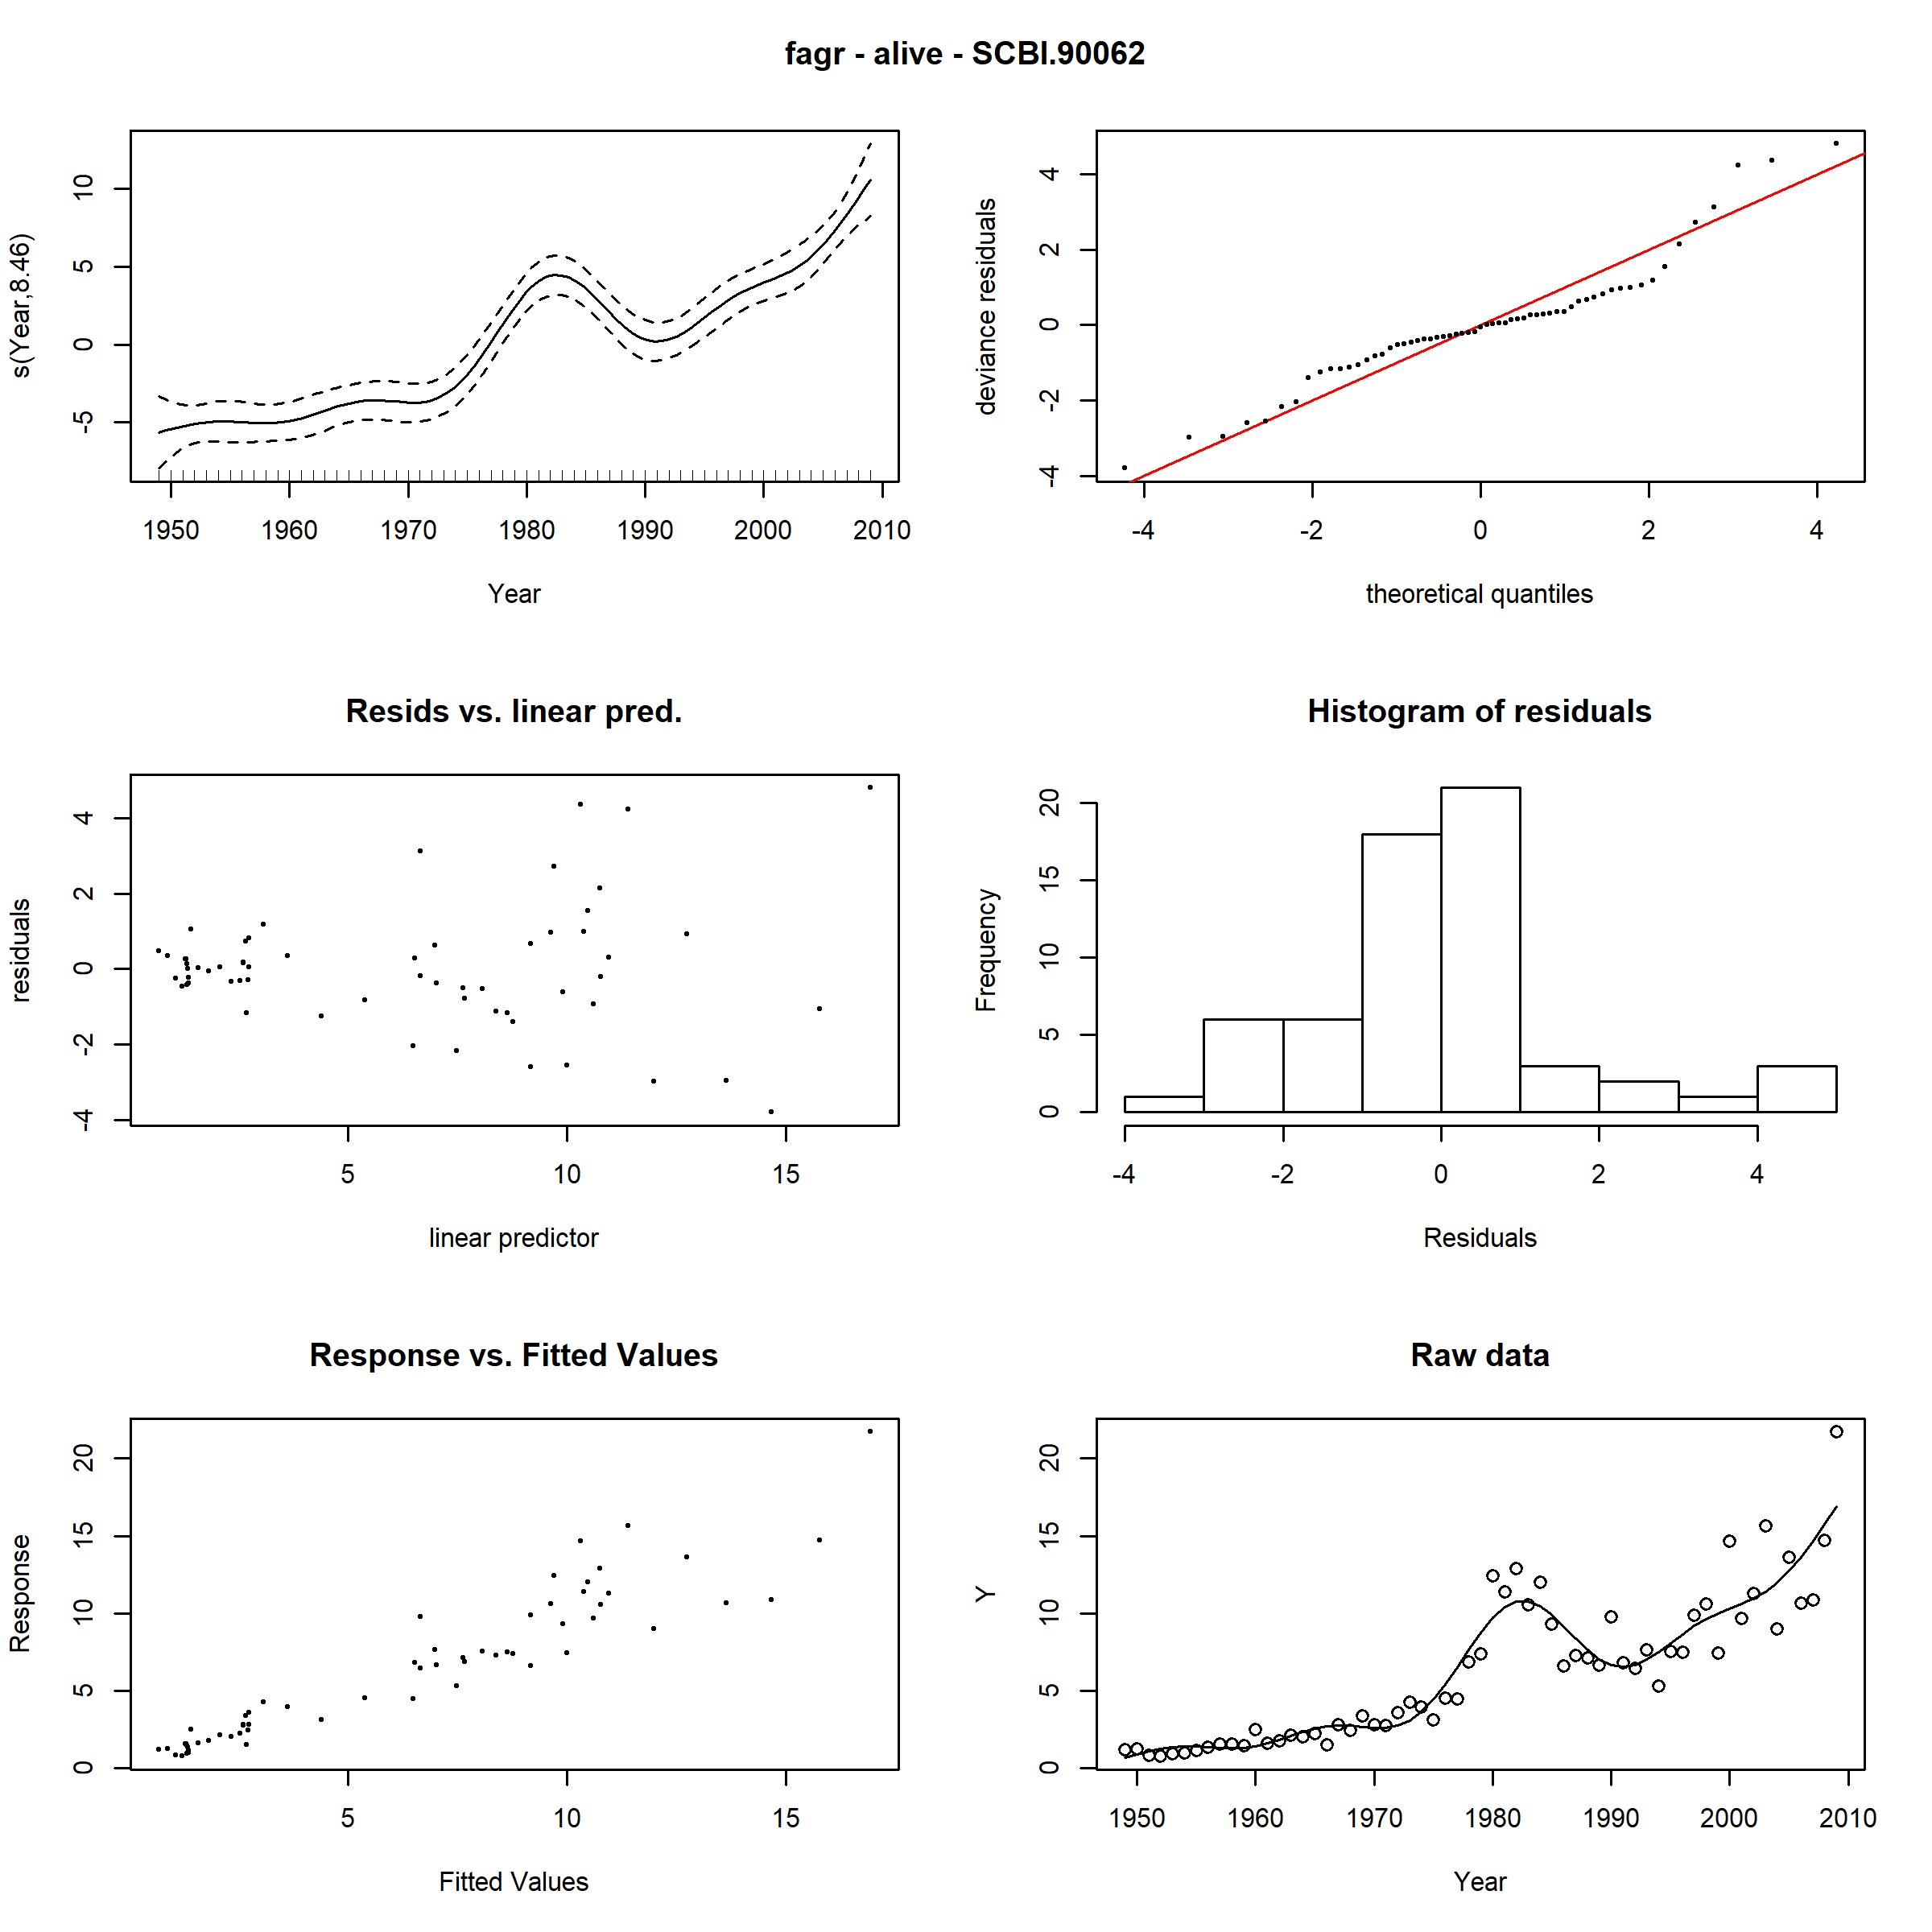 fagr - alive - SCBI.90062
s(Year,8.46)
-5 0 5 10
1950 1960 1970 1980 1990 2000 2010
Year
deviance residuals
-4 -2 0 2 4
-4 -2 0 2 4
theoretical quantiles
Resids vs. linear pred.
residuals
-4 -2 0 2 4
5 10 15
linear predictor
Histogram of residuals
Frequency
0 5 10 15 20
-4 -2 0 2 4
Residuals
Response vs. Fitted Values
Response
0 5 10 15 20
5 10 15
Fitted Values
Raw data
Y
0 5 10 15 20
1950 1960 1970 1980 1990 2000 2010
Year